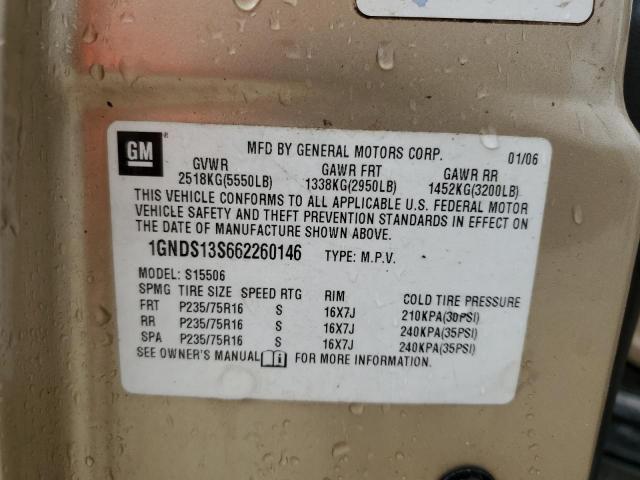 GM
MFD BY GENERAL MOTORS CORP. 01/06
GVWR GAWR FRT GAWR RR
2518KG(5550LB) 1338KG(2950LB) 1452KG(3200LB)
THIS VEHICLE CONFORMS TO ALL APPLICABLE U.S. FEDERAL MOTOR
VEHICLE SAFETY AND THEFT PREVENTION STANDARDS IN EFFECT ON
THE DATE OF MANUFACTURE SHOWN ABOVE.
1GNDS13S662260146 TYPE: M.P.V.
MODEL: S15506
SPMG TIRE SIZE SPEED RTG RIM COLD TIRE PRESSURE
FRT P235/75R16 S 16X7J 210KPA(30PSI)
RR P235/75R16 S 16X7J 240KPA(35PSI)
SPA P235/75R16 S 16X7J 240KPA(35PSI)
SEE OWNER'S MANUAL i FOR MORE INFORMATION.